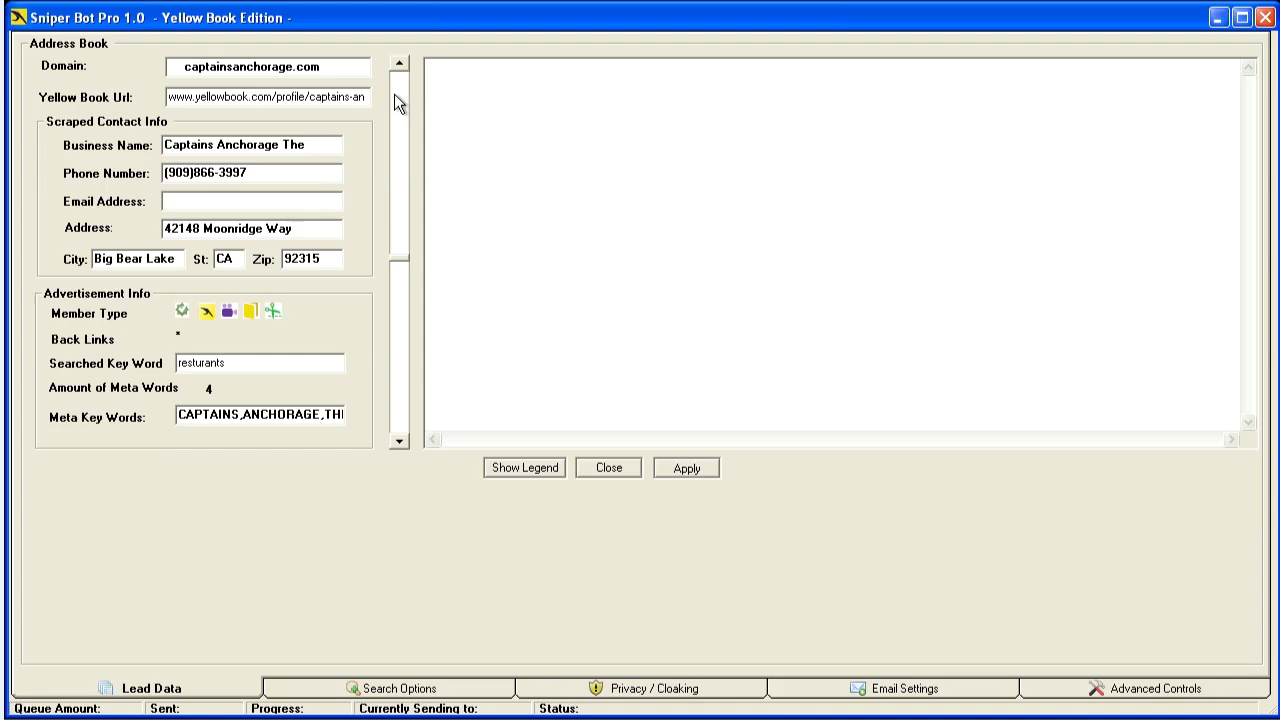 Sniper Bot Pro 1.0 - Yellow Book Edition -
Address Book
Domain: captainsanchorage.com
Yellow Book Url: www.yellowbook.com/profile/captains-an
Scraped Contact Info
Business Name: Captains Anchorage The
Phone Number: (909)866-3997
Email Address:
Address: 42148 Moonridge Way
City: Big Bear Lake St: CA Zip: 92315
Advertisement Info
Member Type
Back Links *
Searched Key Word resturants
Amount of Meta Words 4
Meta Key Words: CAPTAINS,ANCHORAGE,TH
Show Legend Close Apply
Lead Data Search Options Privacy / Cloaking Email Settings Advanced Controls
Queue Amount: Sent: Progress: Currently Sending to: Status: